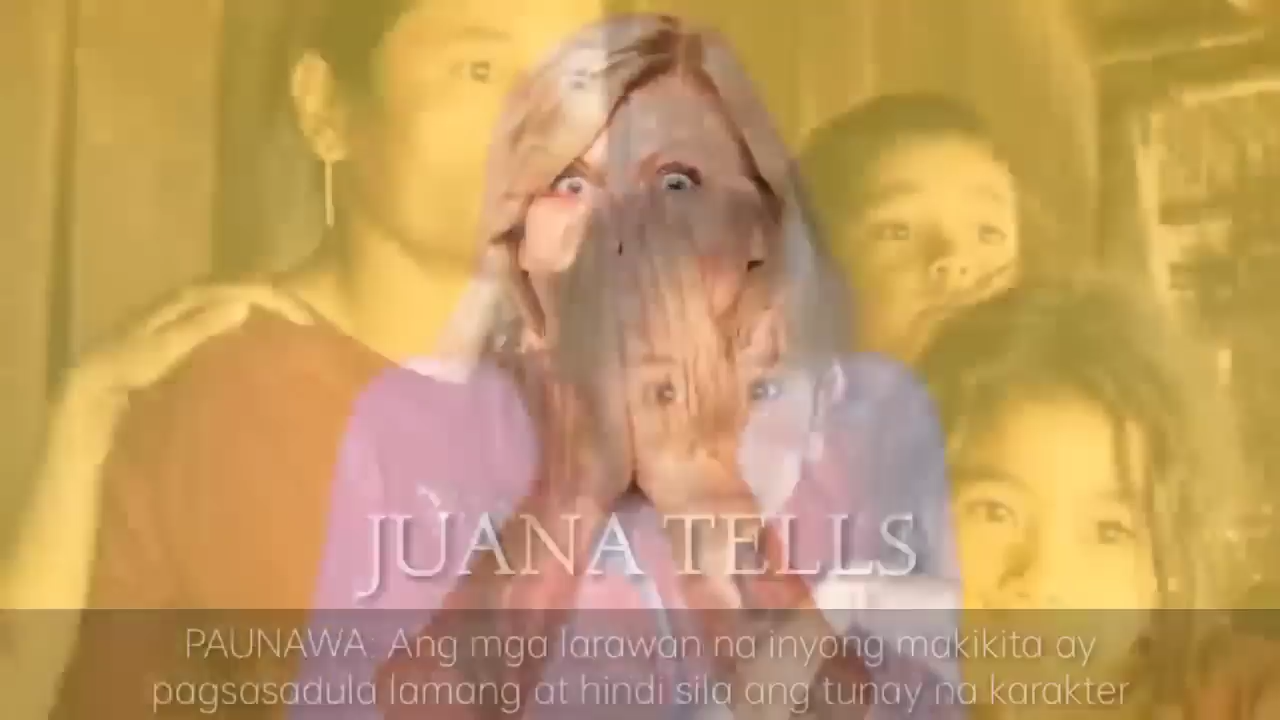 JUANA TELLS
PAUNAWA: Ang mga larawan na inyong makikita ay
pagsasadula lamang at hindi sila ang tunay na karakter